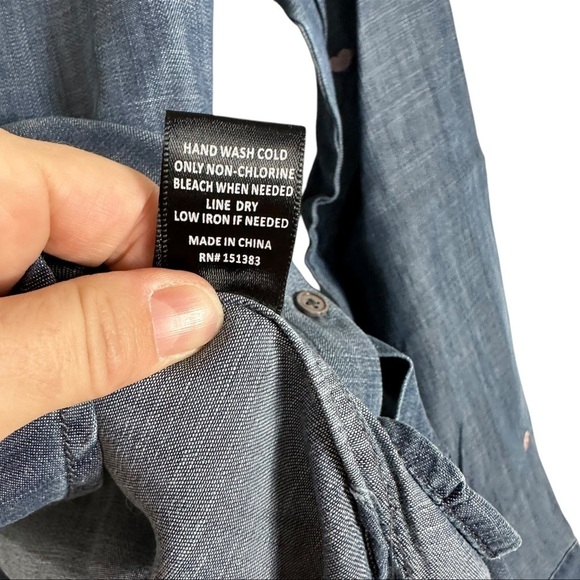 HAND WASH COLD
ONLY NON-CHLORINE
BLEACH WHEN NEEDED
LINE DRY
LOW IRON IF NEEDED
MADE IN CHINA
RN# 151383